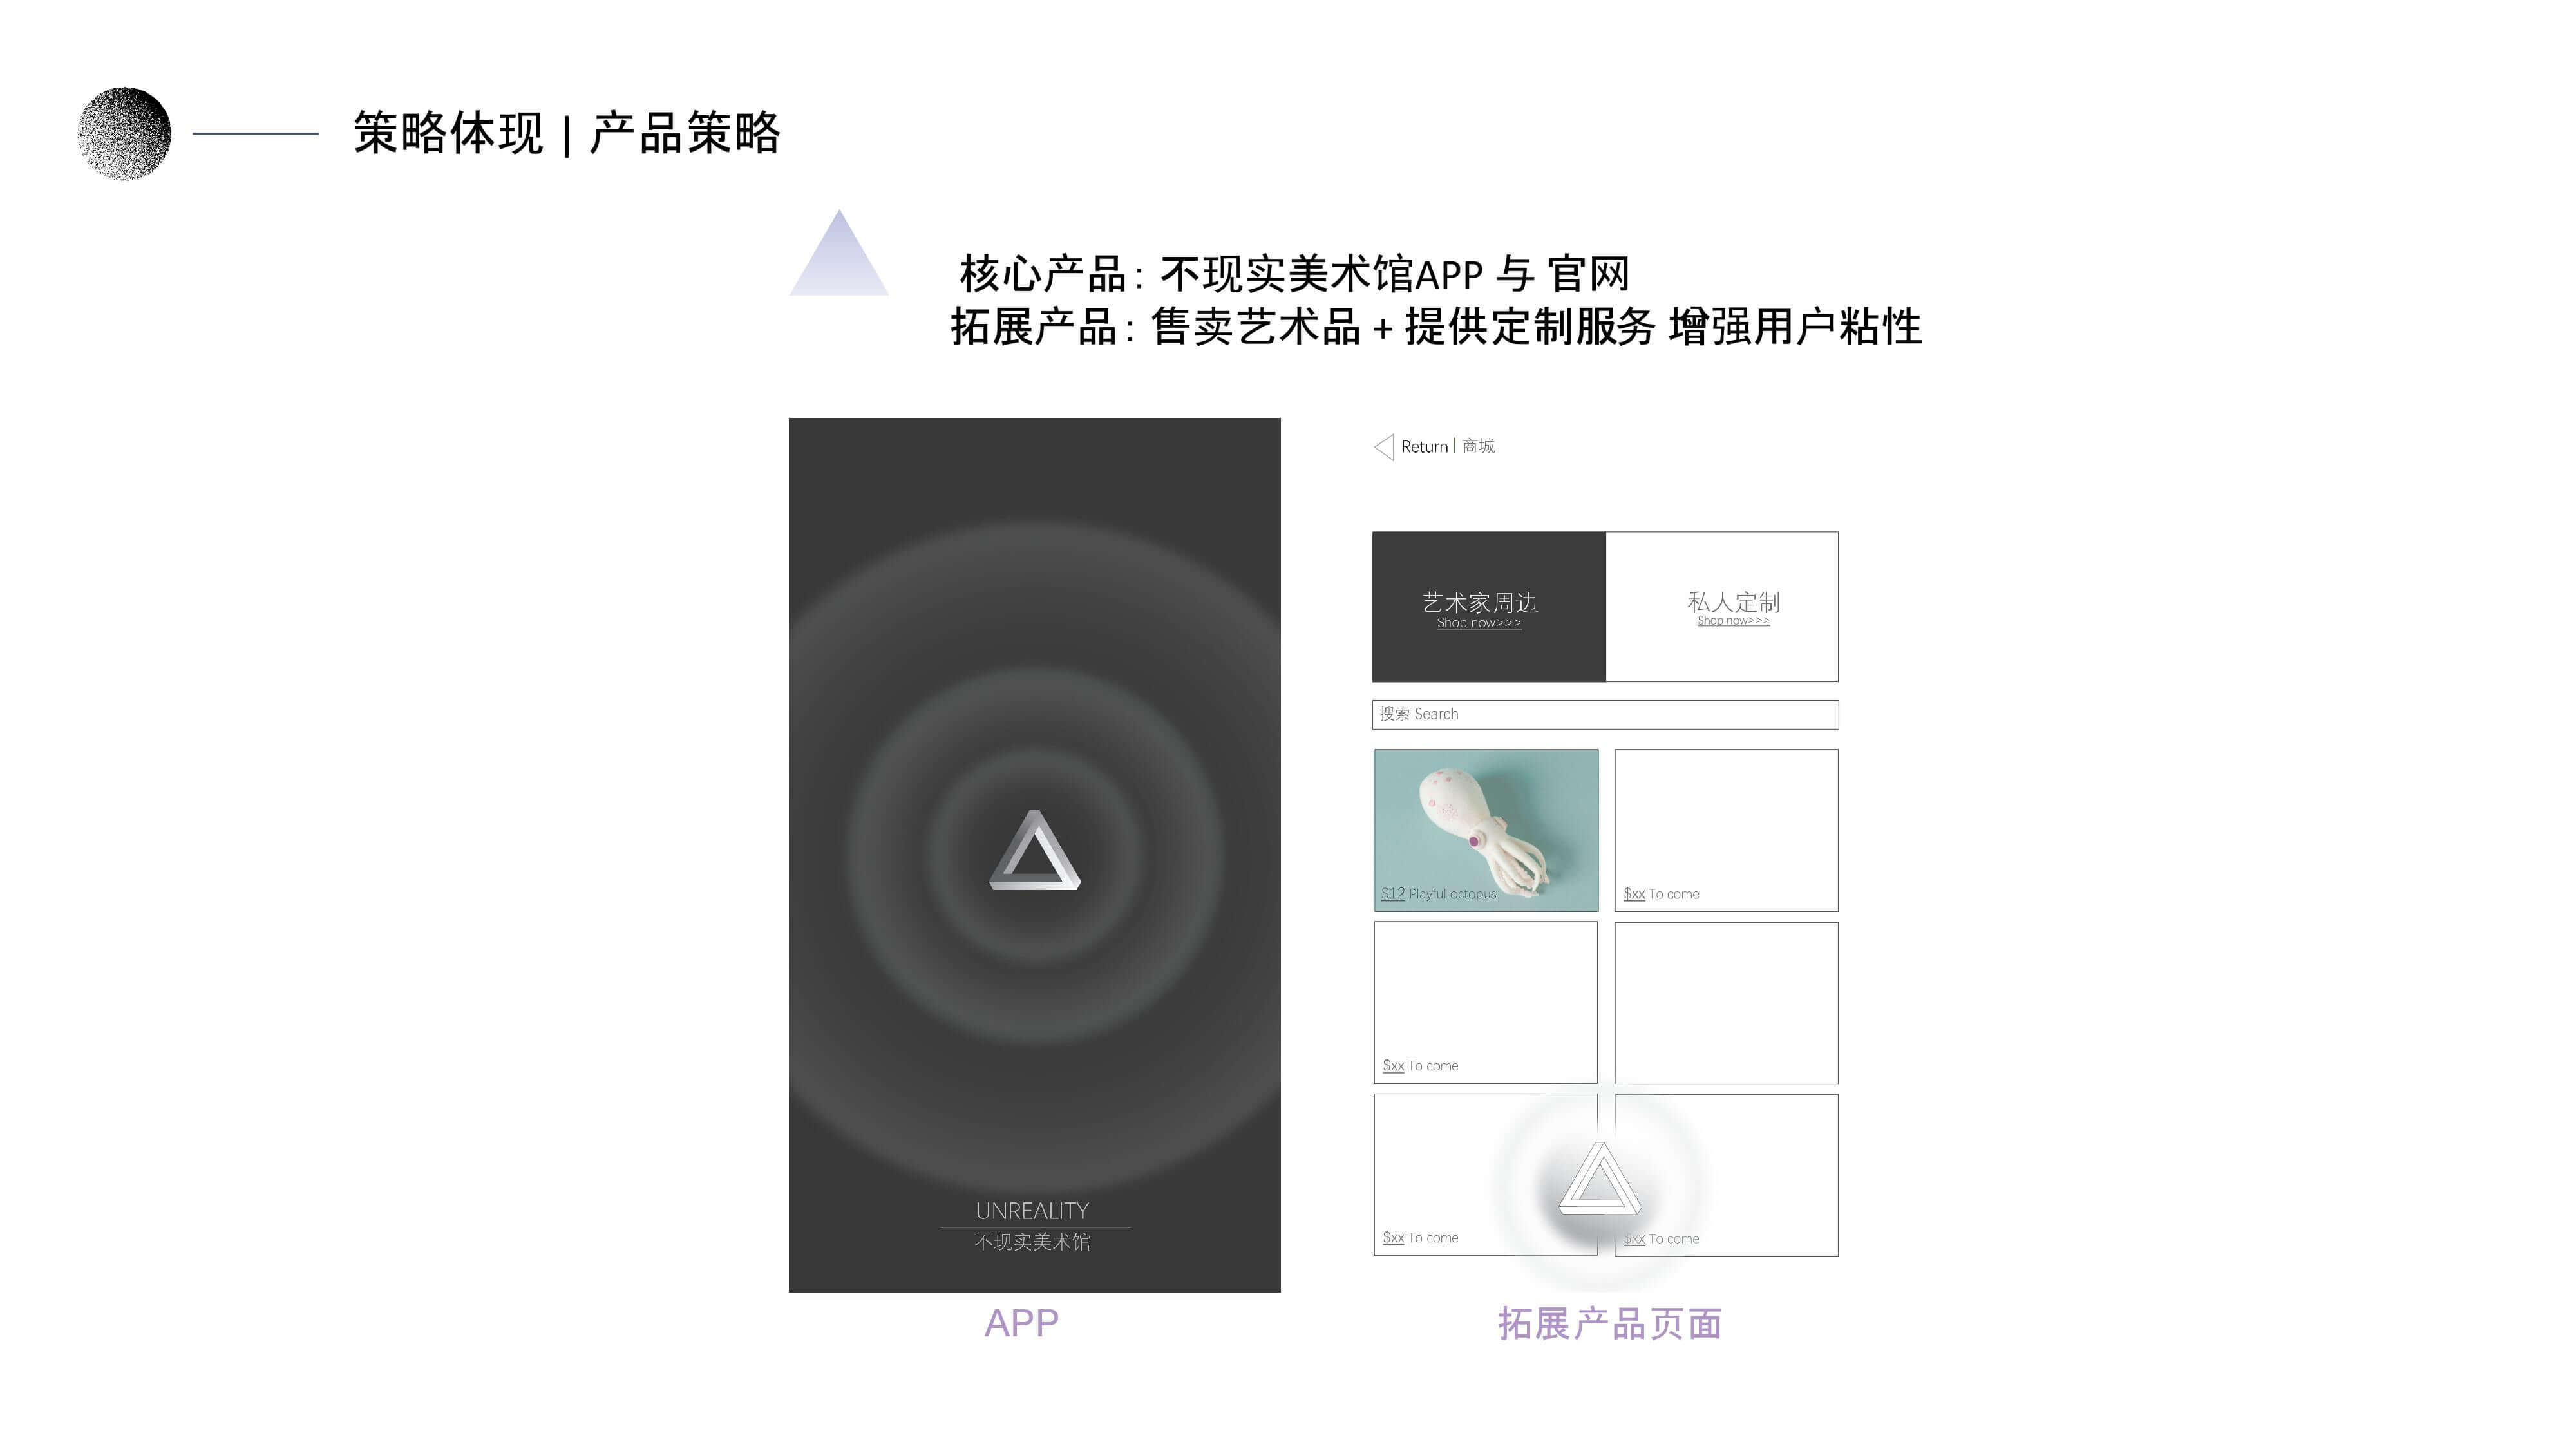 策略体现 | 产品策略
核心产品：不现实美术馆APP 与 官网
拓展产品：售卖艺术品 + 提供定制服务 增强用户粘性
UNREALITY
不现实美术馆
APP
Return | 商城
艺术家周边
Shop now>>>
私人定制
Shop now>>>
搜索 Search
$12 Playful octopus
$xx To come
$xx To come
$xx To come
$xx To come
拓展产品页面